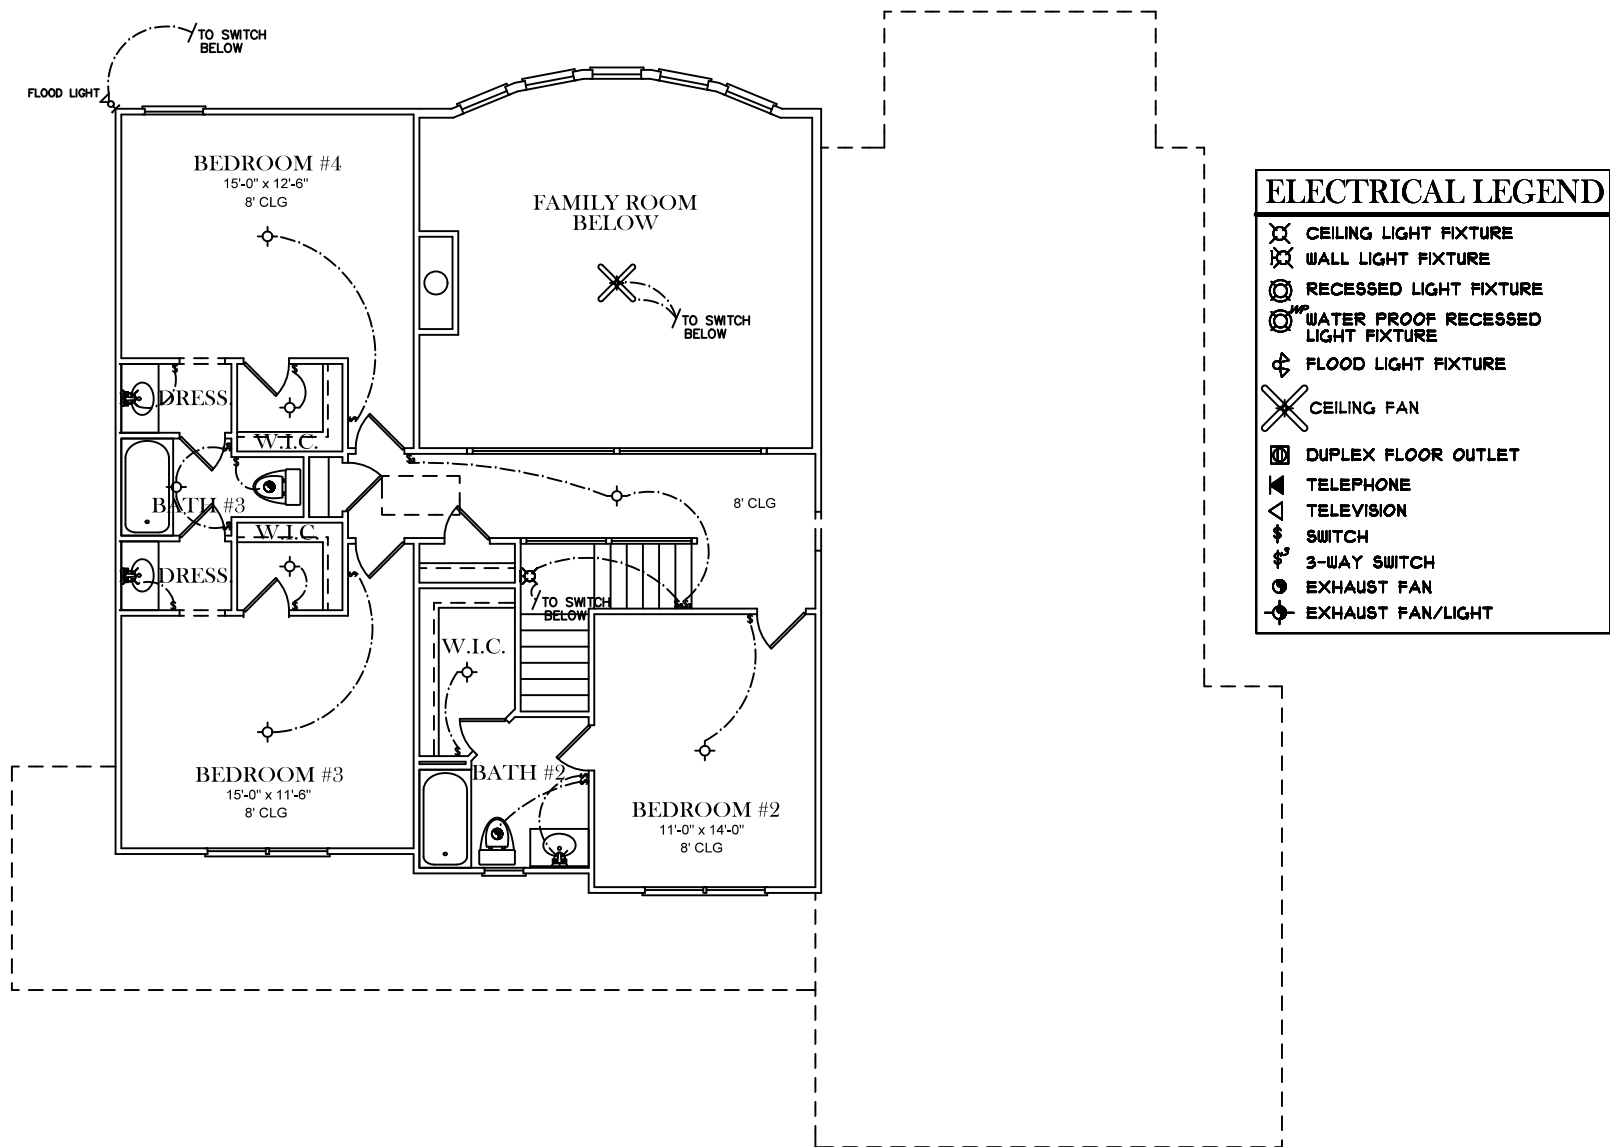 TO SWITCH
BELOW
FLOOD LIGHT
BEDROOM #4
15'-0" x 12'-6"
8' CLG
FAMILY ROOM
BELOW
TO SWITCH
BELOW
DRESS.
W.I.C.
BATH #3
W.I.C.
DRESS.
8' CLG
TO SWITCH
BELOW
W.I.C.
BEDROOM #3
15'-0" x 11'-6"
8' CLG
BATH #2
BEDROOM #2
11'-0" x 14'-0"
8' CLG
ELECTRICAL LEGEND
CEILING LIGHT FIXTURE
WALL LIGHT FIXTURE
RECESSED LIGHT FIXTURE
WP WATER PROOF RECESSED
LIGHT FIXTURE
FLOOD LIGHT FIXTURE
CEILING FAN
DUPLEX FLOOR OUTLET
TELEPHONE
TELEVISION
$ SWITCH
$3 3-WAY SWITCH
EXHAUST FAN
EXHAUST FAN/LIGHT